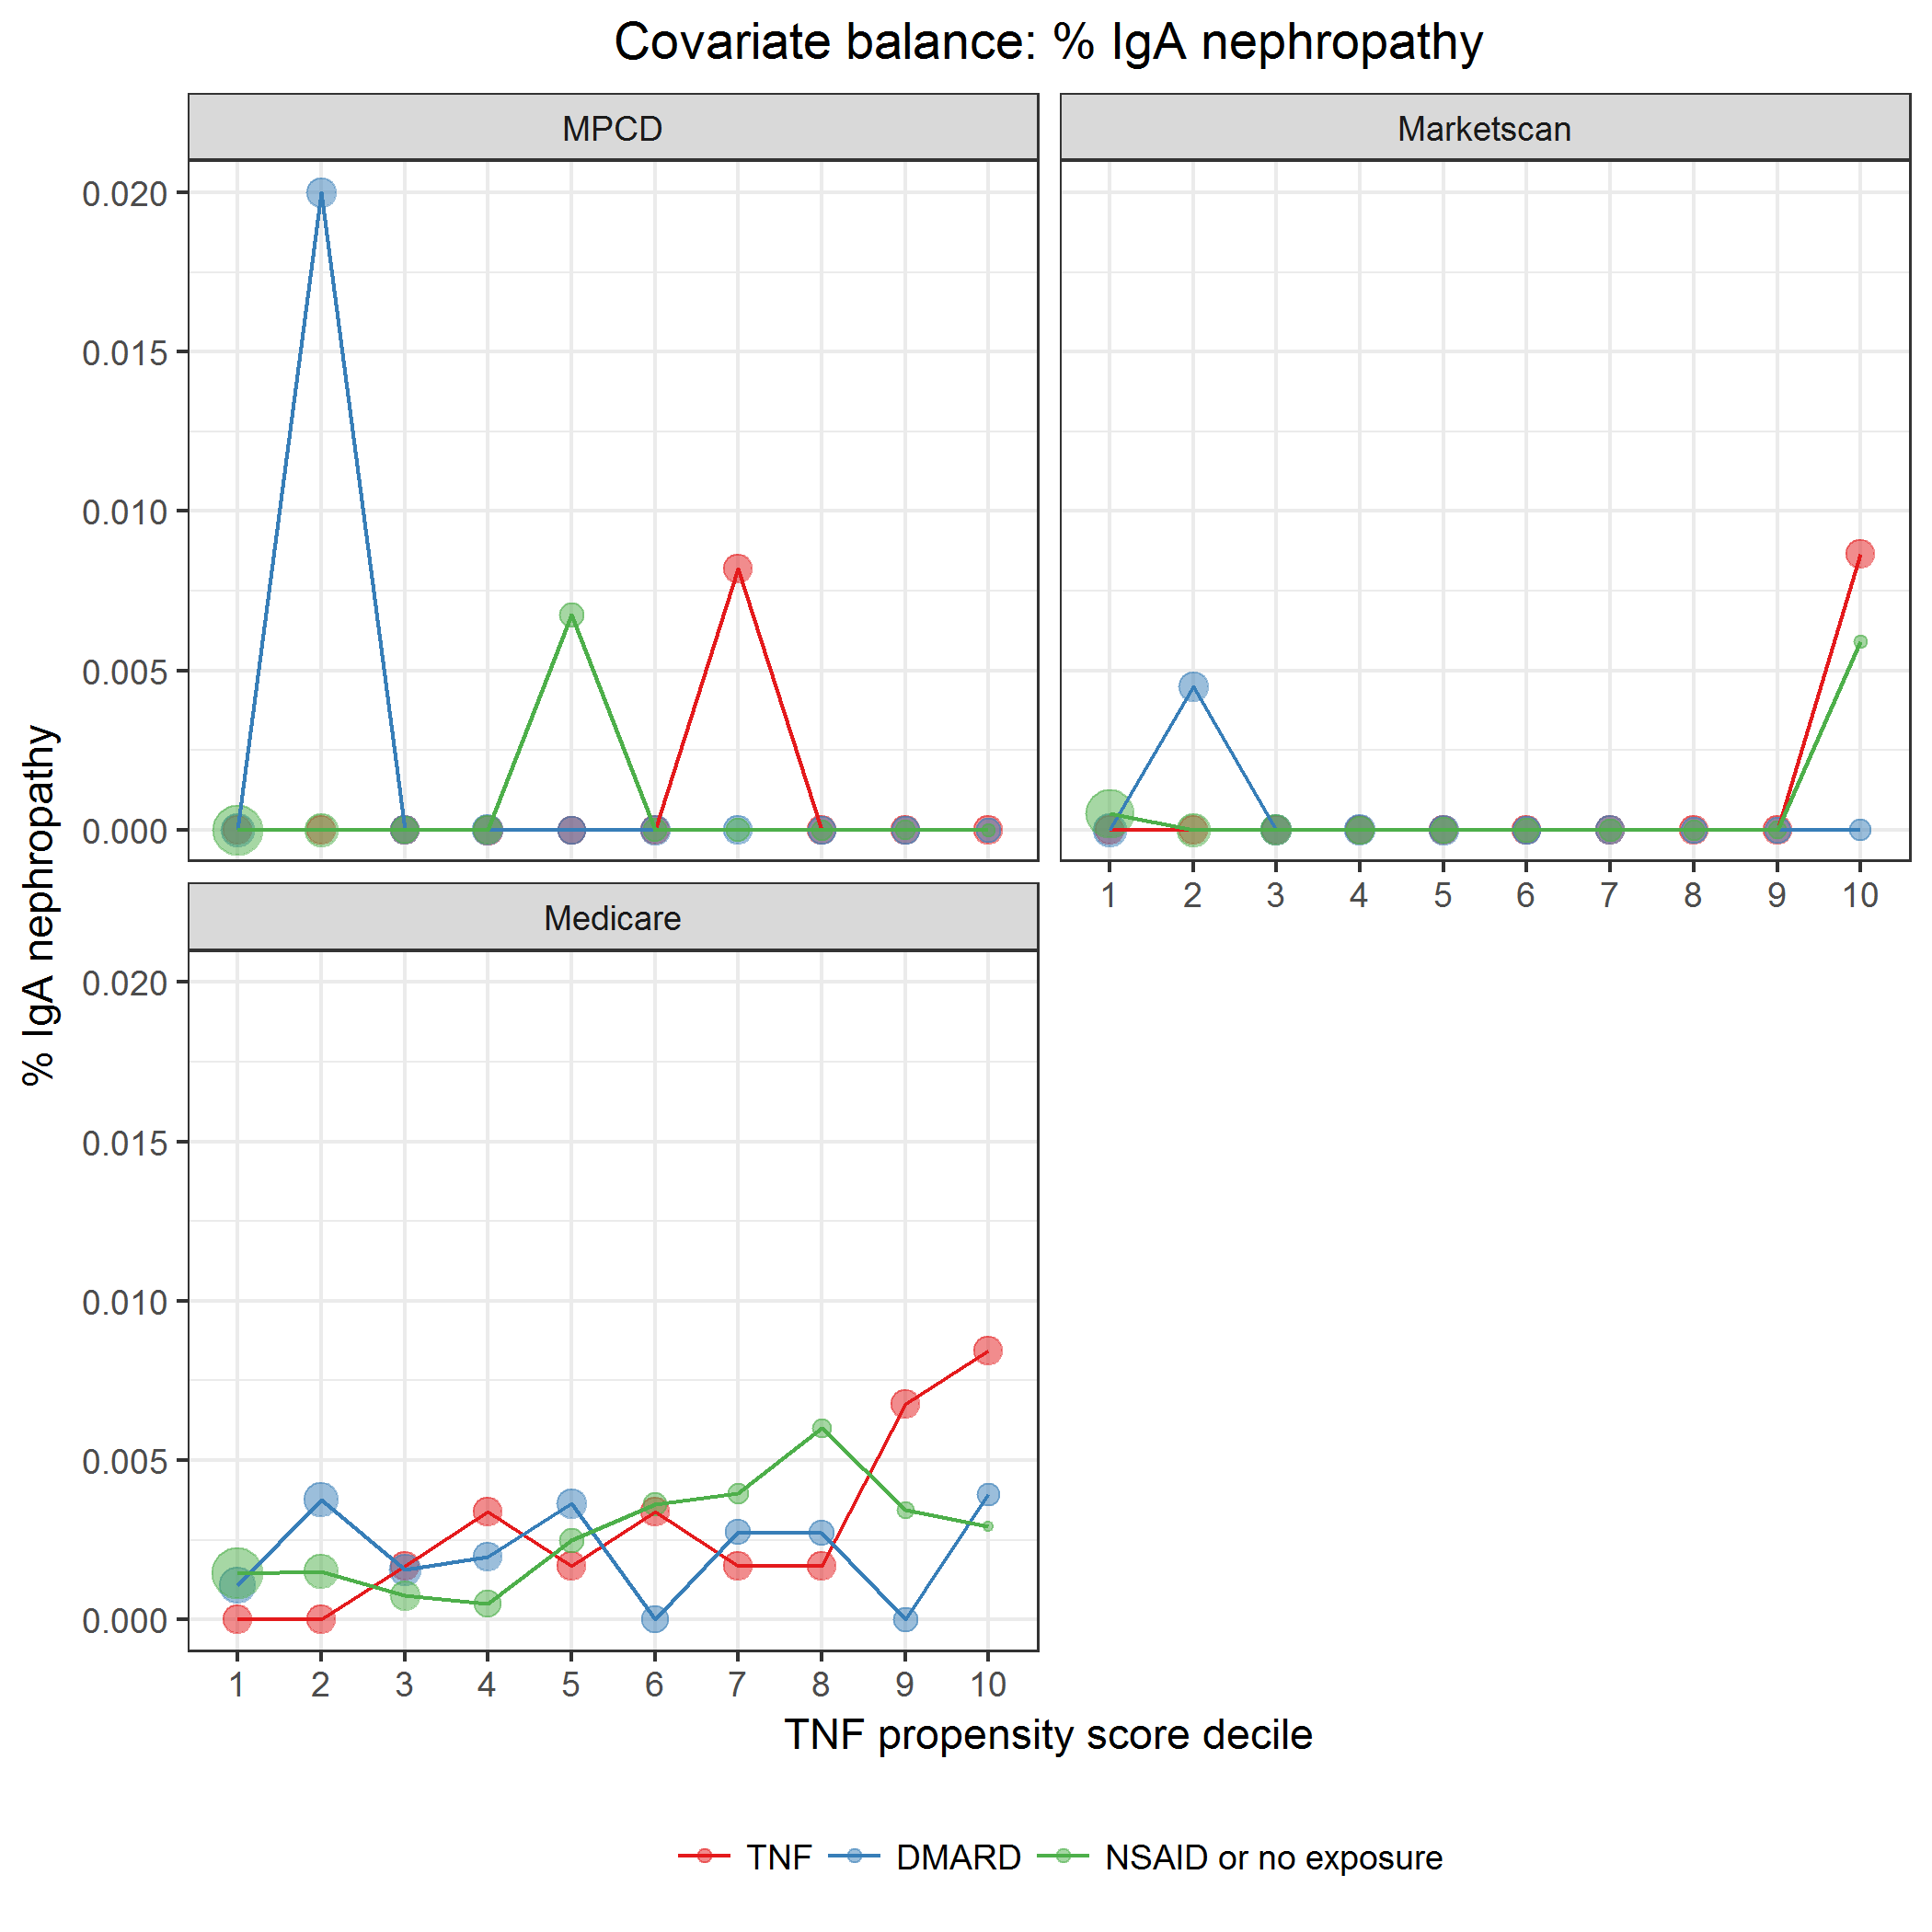 Covariate balance: % IgA nephropathy
MPCD
Marketscan
0.020
0.015
0.010
0.005
0.000
1 2 3 4 5 6 7 8 9 10
Medicare
0.020
0.015
0.010
0.005
0.000
1 2 3 4 5 6 7 8 9 10
% IgA nephropathy
TNF propensity score decile
TNF DMARD NSAID or no exposure